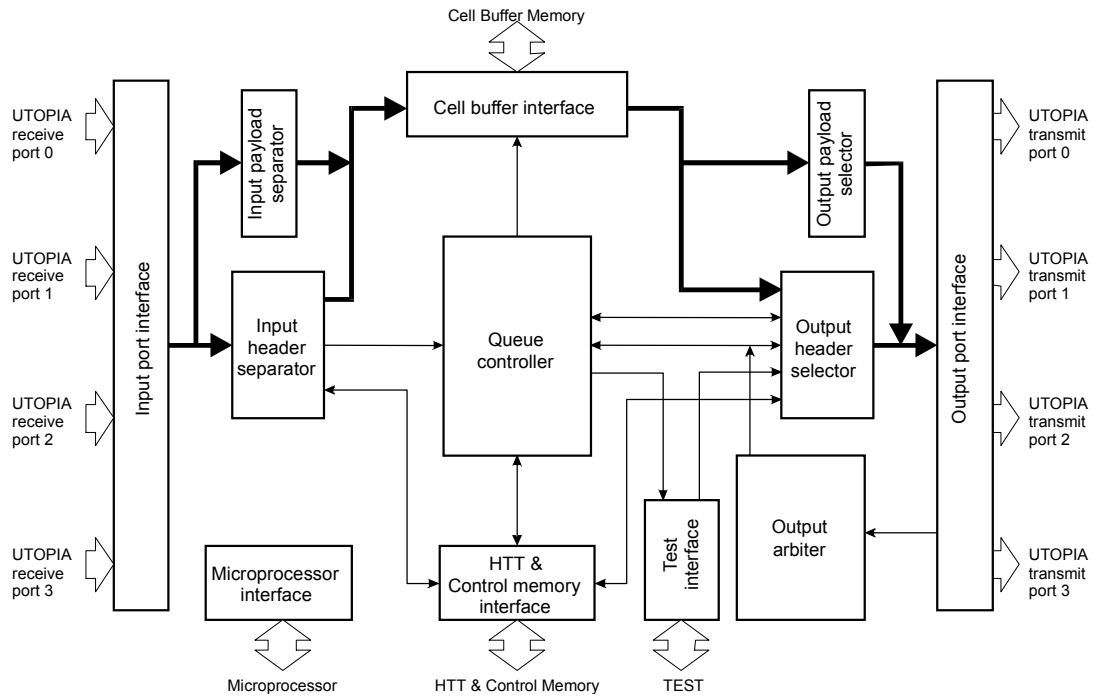 Cell Buffer Memory
Cell buffer interface
UTOPIA
receive
port 0
UTOPIA
receive
port 1
UTOPIA
receive
port 2
UTOPIA
receive
port 3
Input port interface
Input payload
separator
Input
header
separator
Queue
controller
Output payload
selector
Output
header
selector
Output port interface
UTOPIA
transmit
port 0
UTOPIA
transmit
port 1
UTOPIA
transmit
port 2
UTOPIA
transmit
port 3
Microprocessor
interface
HTT &
Control memory
interface
Test
interface
Output
arbiter
Microprocessor
HTT & Control Memory
TEST